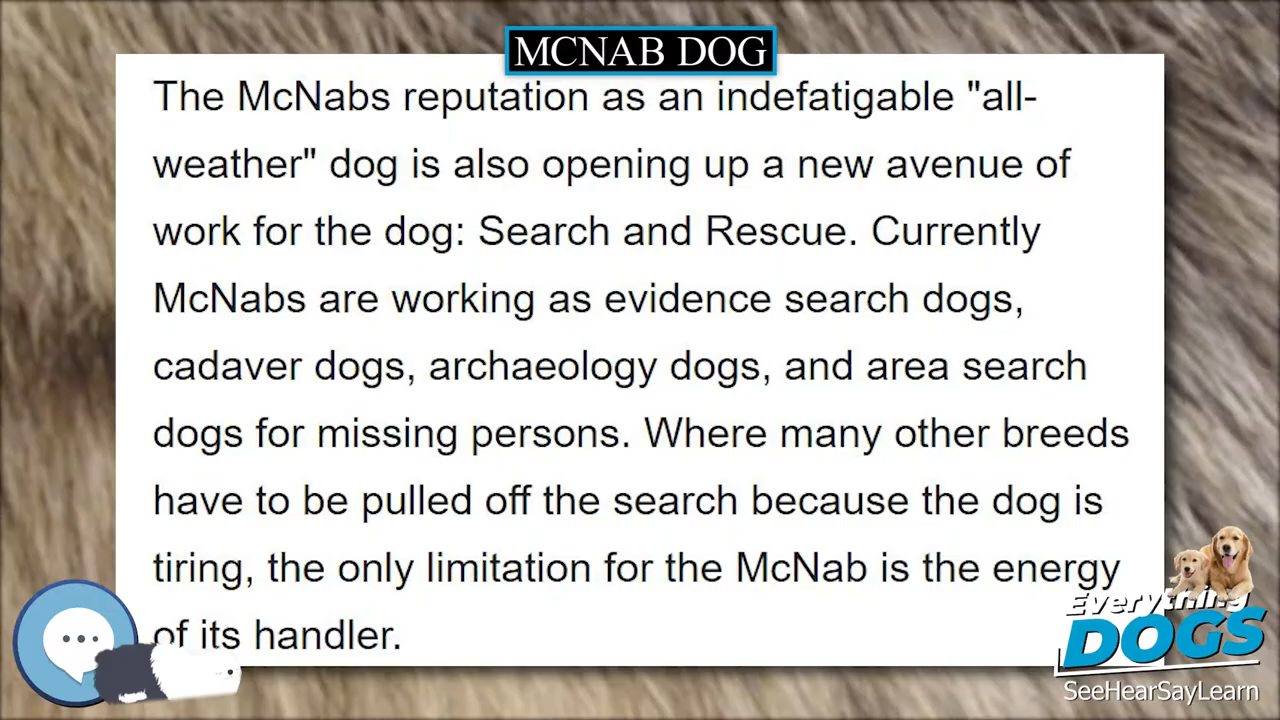 MCNAB DOG
The McNabs reputation as an indefatigable "all-
weather" dog is also opening up a new avenue of
work for the dog: Search and Rescue. Currently
McNabs are working as evidence search dogs,
cadaver dogs, archaeology dogs, and area search
dogs for missing persons. Where many other breeds
have to be pulled off the search because the dog is
tiring, the only limitation for the McNab is the energy
of its handler.
Everything
DOGS
SeeHearSayLearn